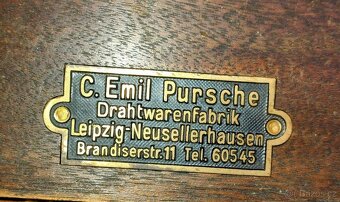 C. Emil Pursche
Drahtwarenfabrik
Leipzig-Neusellerhausen
Brandiserstr. 11 Tel. 60545